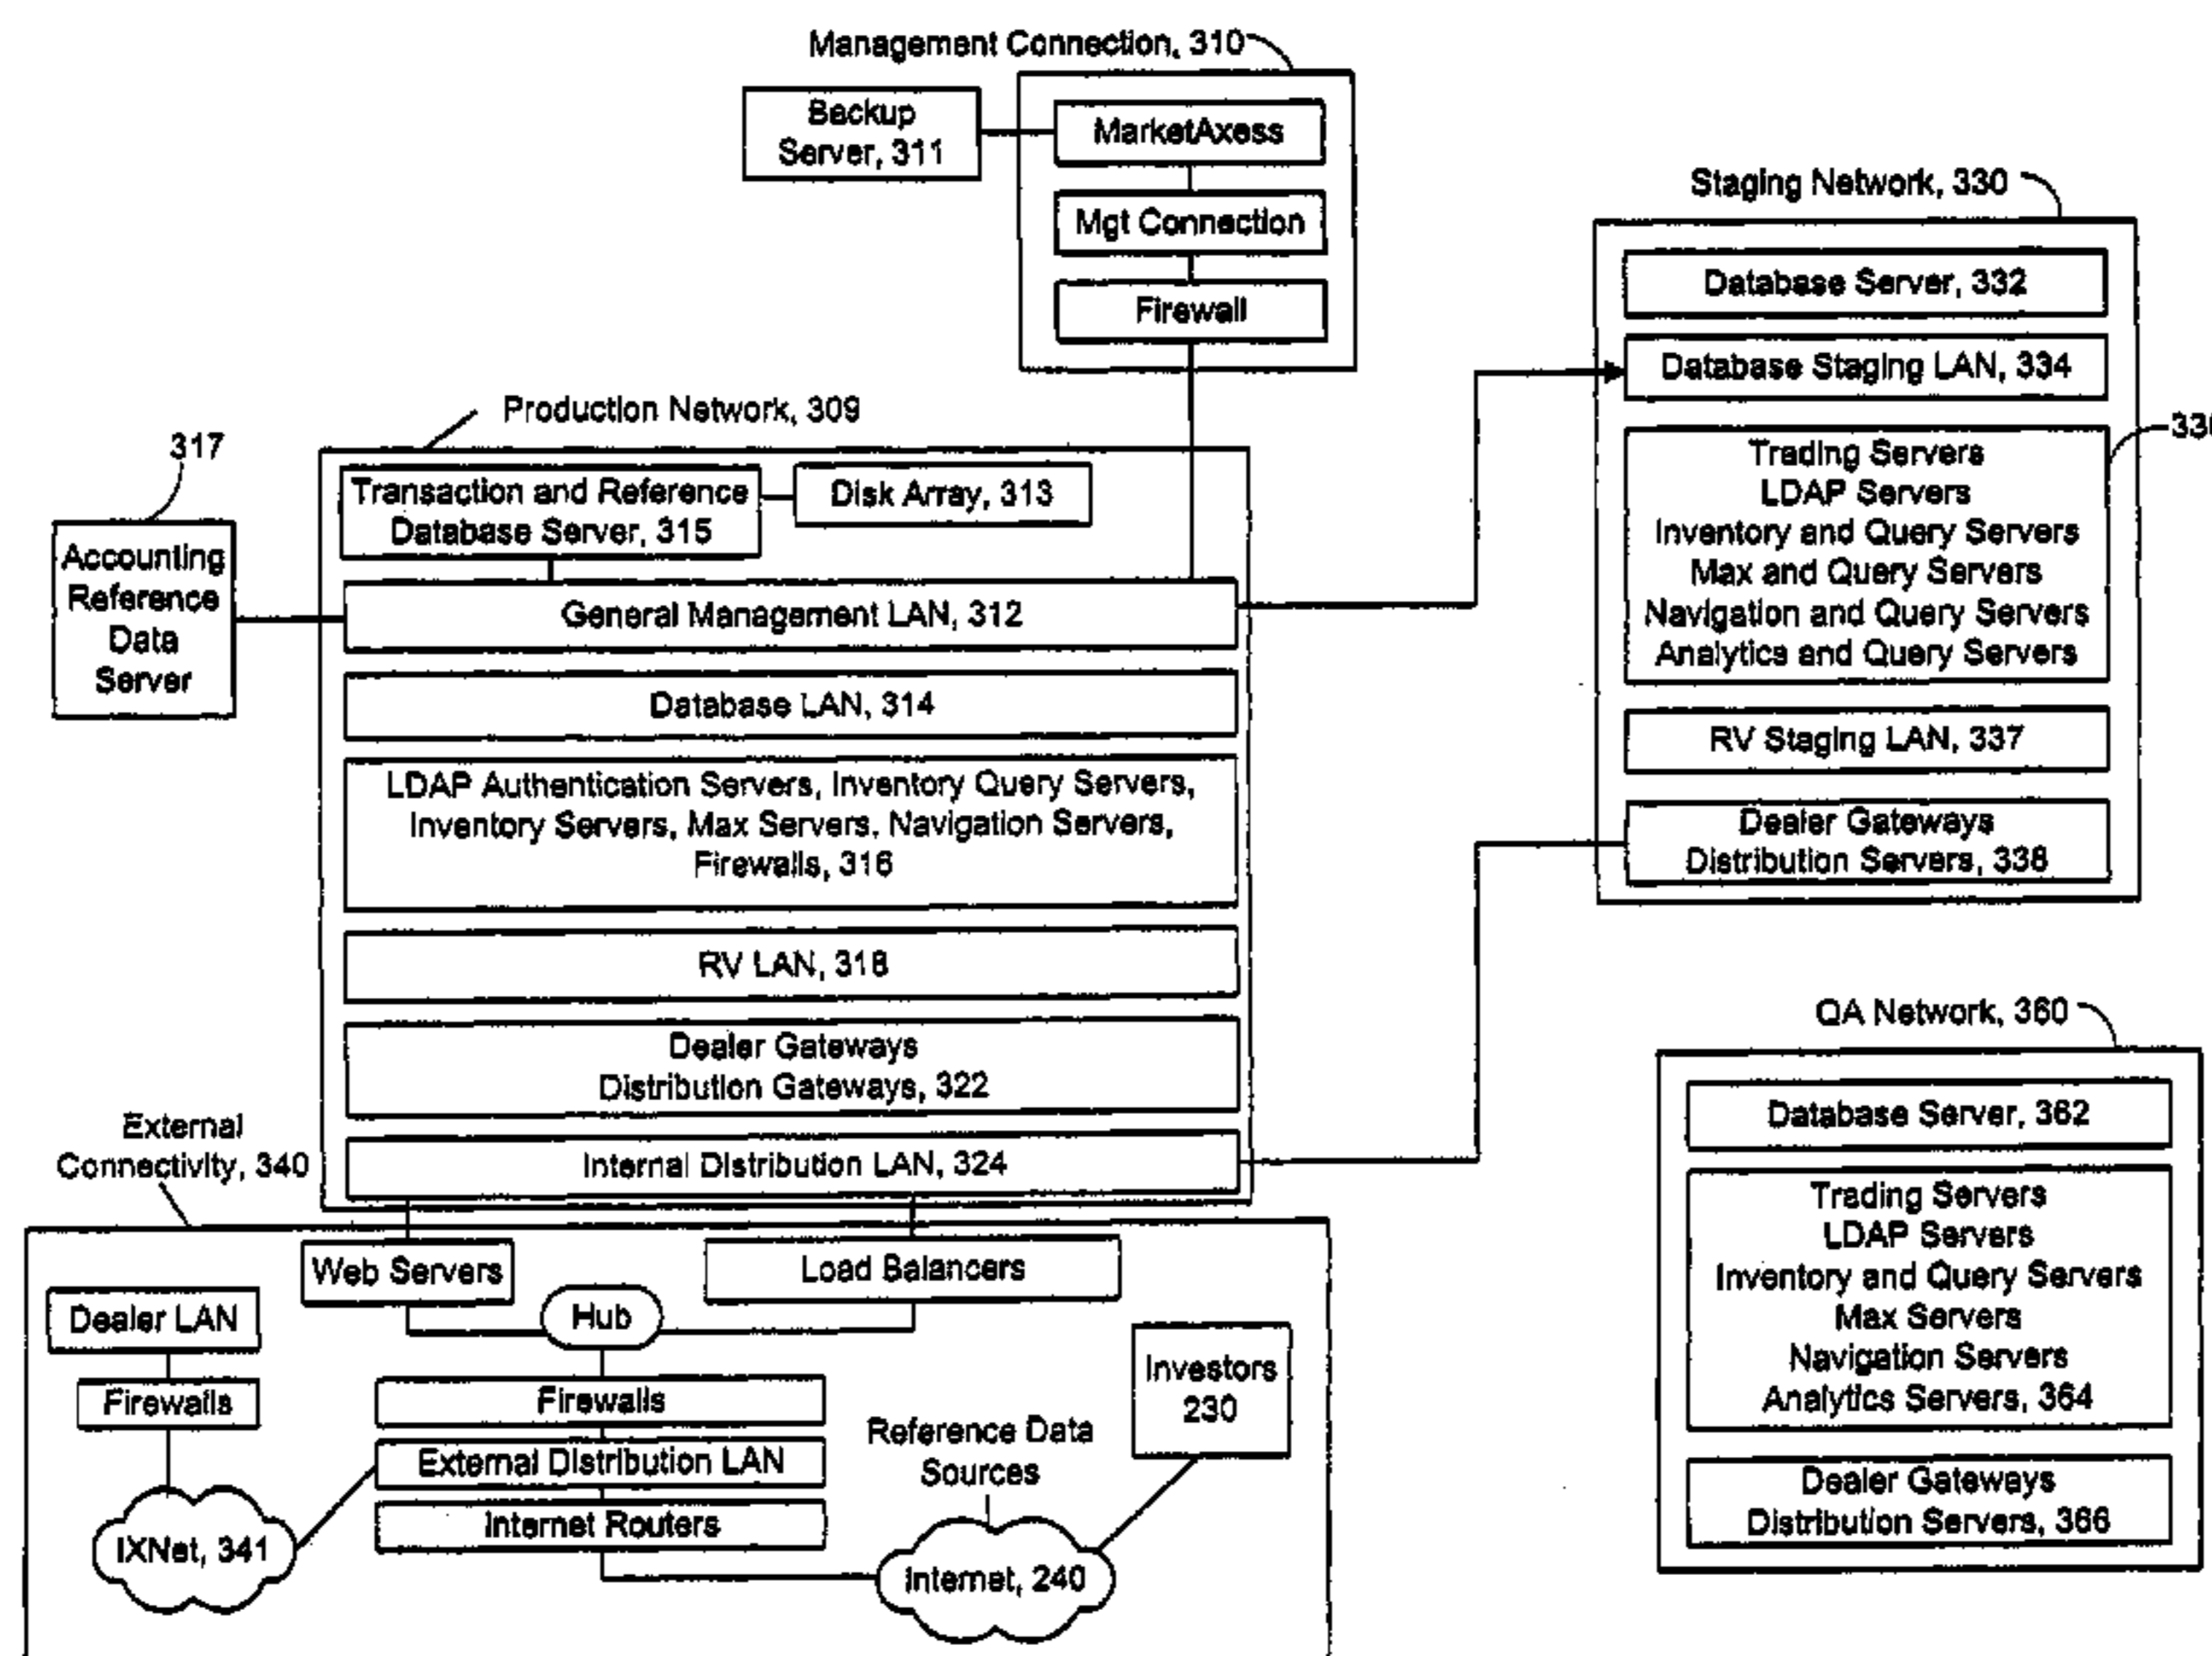 Management Connection, 310
Backup
Server, 311
MarketAxess
Mgt Connection
Firewall
Staging Network, 330
Database Server, 332
Database Staging LAN, 334
Trading Servers
LDAP Servers
Inventory and Query Servers
Max and Query Servers
Navigation and Query Servers
Analytics and Query Servers
RV Staging LAN, 337
Dealer Gateways
Distribution Servers, 338
Production Network, 309
317
Accounting
Reference
Data
Server
Transaction and Reference
Database Server, 315
Disk Array, 313
General Management LAN, 312
Database LAN, 314
LDAP Authentication Servers, Inventory Query Servers,
Inventory Servers, Max Servers, Navigation Servers,
Firewalls, 316
RV LAN, 318
Dealer Gateways
Distribution Gateways, 322
Internal Distribution LAN, 324
External
Connectivity, 340
Web Servers
Load Balancers
Hub
Dealer LAN
Firewalls
IXNet, 341
Firewalls
External Distribution LAN
Internet Routers
Reference Data
Sources
Internet, 240
Investors
230
QA Network, 360
Database Server, 362
Trading Servers
LDAP Servers
Inventory and Query Servers
Max Servers
Navigation Servers
Analytics Servers, 364
Dealer Gateways
Distribution Servers, 366